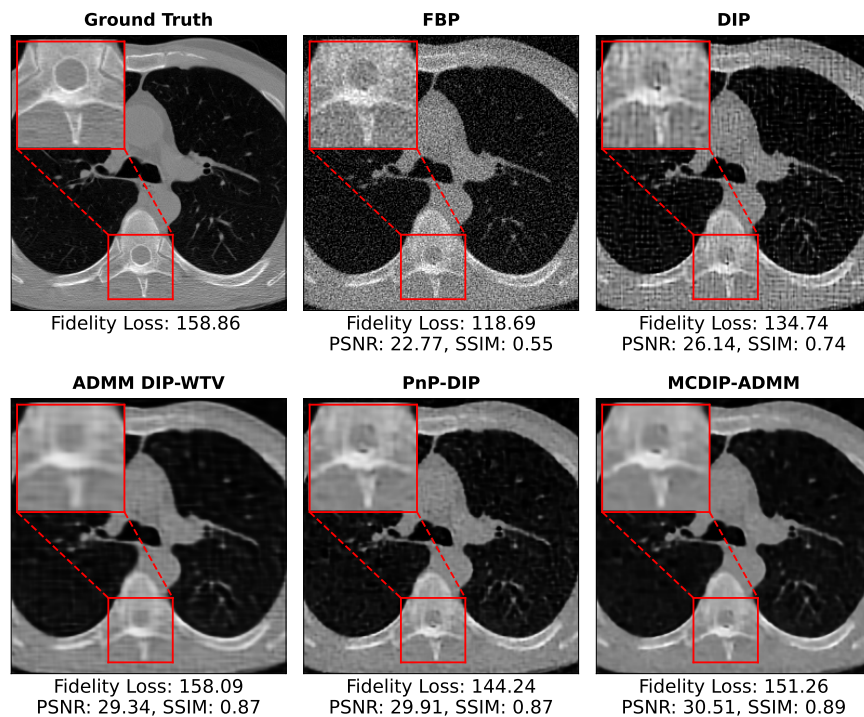 Ground Truth
FBP
DIP
Fidelity Loss: 158.86
Fidelity Loss: 118.69
PSNR: 22.77, SSIM: 0.55
Fidelity Loss: 134.74
PSNR: 26.14, SSIM: 0.74
ADMM DIP-WTV
PnP-DIP
MCDIP-ADMM
Fidelity Loss: 158.09
PSNR: 29.34, SSIM: 0.87
Fidelity Loss: 144.24
PSNR: 29.91, SSIM: 0.87
Fidelity Loss: 151.26
PSNR: 30.51, SSIM: 0.89